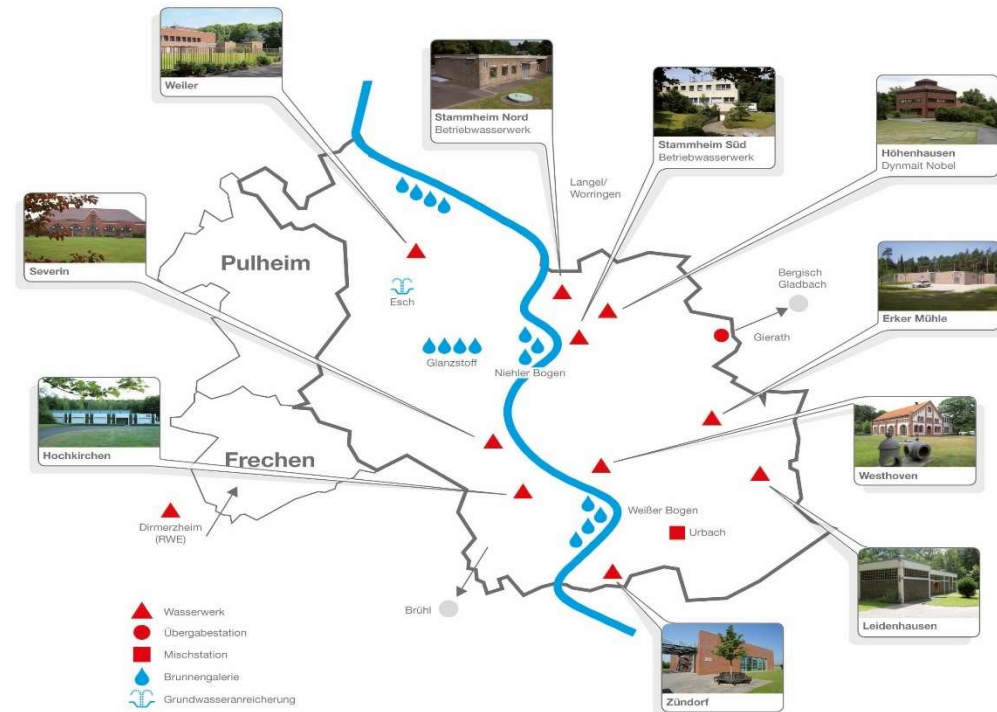 Weiler
Stammheim Nord
Betriebwasserwerk
Stammheim Süd
Betriebwasserwerk
Höhenhausen
Dynmait Nobel
Langel/
Worringen
Severin
Pulheim
Esch
Bergisch
Gladbach
Gierath
Erker Mühle
Glanzstoff
Niehler Bogen
Hochkirchen
Frechen
Westhoven
Dirmerzheim
(RWE)
Weißer Bogen
Urbach
Brühl
Leidenhausen
Zündorf
Wasserwerk
Übergabestation
Mischstation
Brunnengalerie
Grundwasseranreicherung